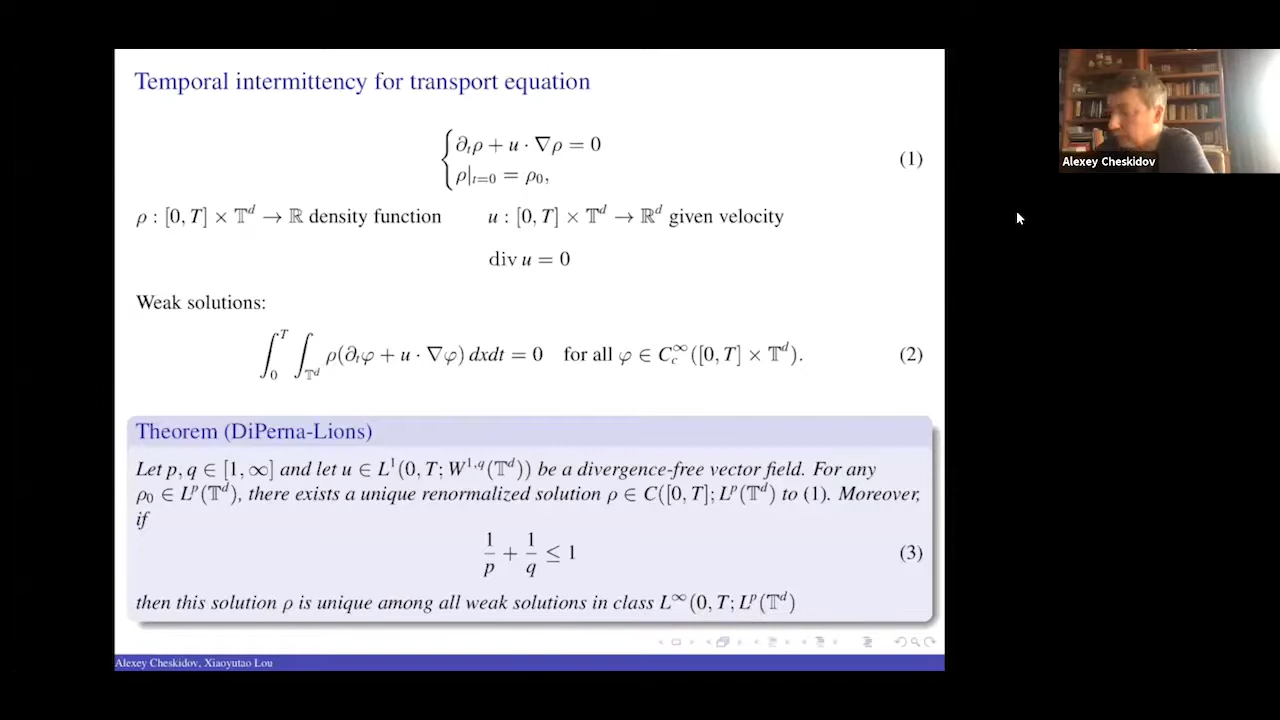 Temporal intermittency for transport equation
{ ∂ₜρ + u · ∇ρ = 0
ρ|ₜ₌₀ = ρ₀, (1)
ρ : [0, T] × 𝕋ᵈ → ℝ density function u : [0, T] × 𝕋ᵈ → ℝᵈ given velocity
div u = 0
Weak solutions:
∫₀ᵀ ∫_𝕋ᵈ ρ(∂ₜφ + u · ∇φ) dxdt = 0 for all φ ∈ C_c^∞([0, T] × 𝕋ᵈ). (2)
Theorem (DiPerna-Lions)
Let p, q ∈ [1, ∞] and let u ∈ L¹(0, T; W^{1,q}(𝕋ᵈ)) be a divergence-free vector field. For any
ρ₀ ∈ Lᵖ(𝕋ᵈ), there exists a unique renormalized solution ρ ∈ C([0, T]; Lᵖ(𝕋ᵈ) to (1). Moreover,
if
1/p + 1/q ≤ 1 (3)
then this solution ρ is unique among all weak solutions in class L^∞(0, T; Lᵖ(𝕋ᵈ)
Alexey Cheskidov, Xiaoyutao Lou
Alexey Cheskidov